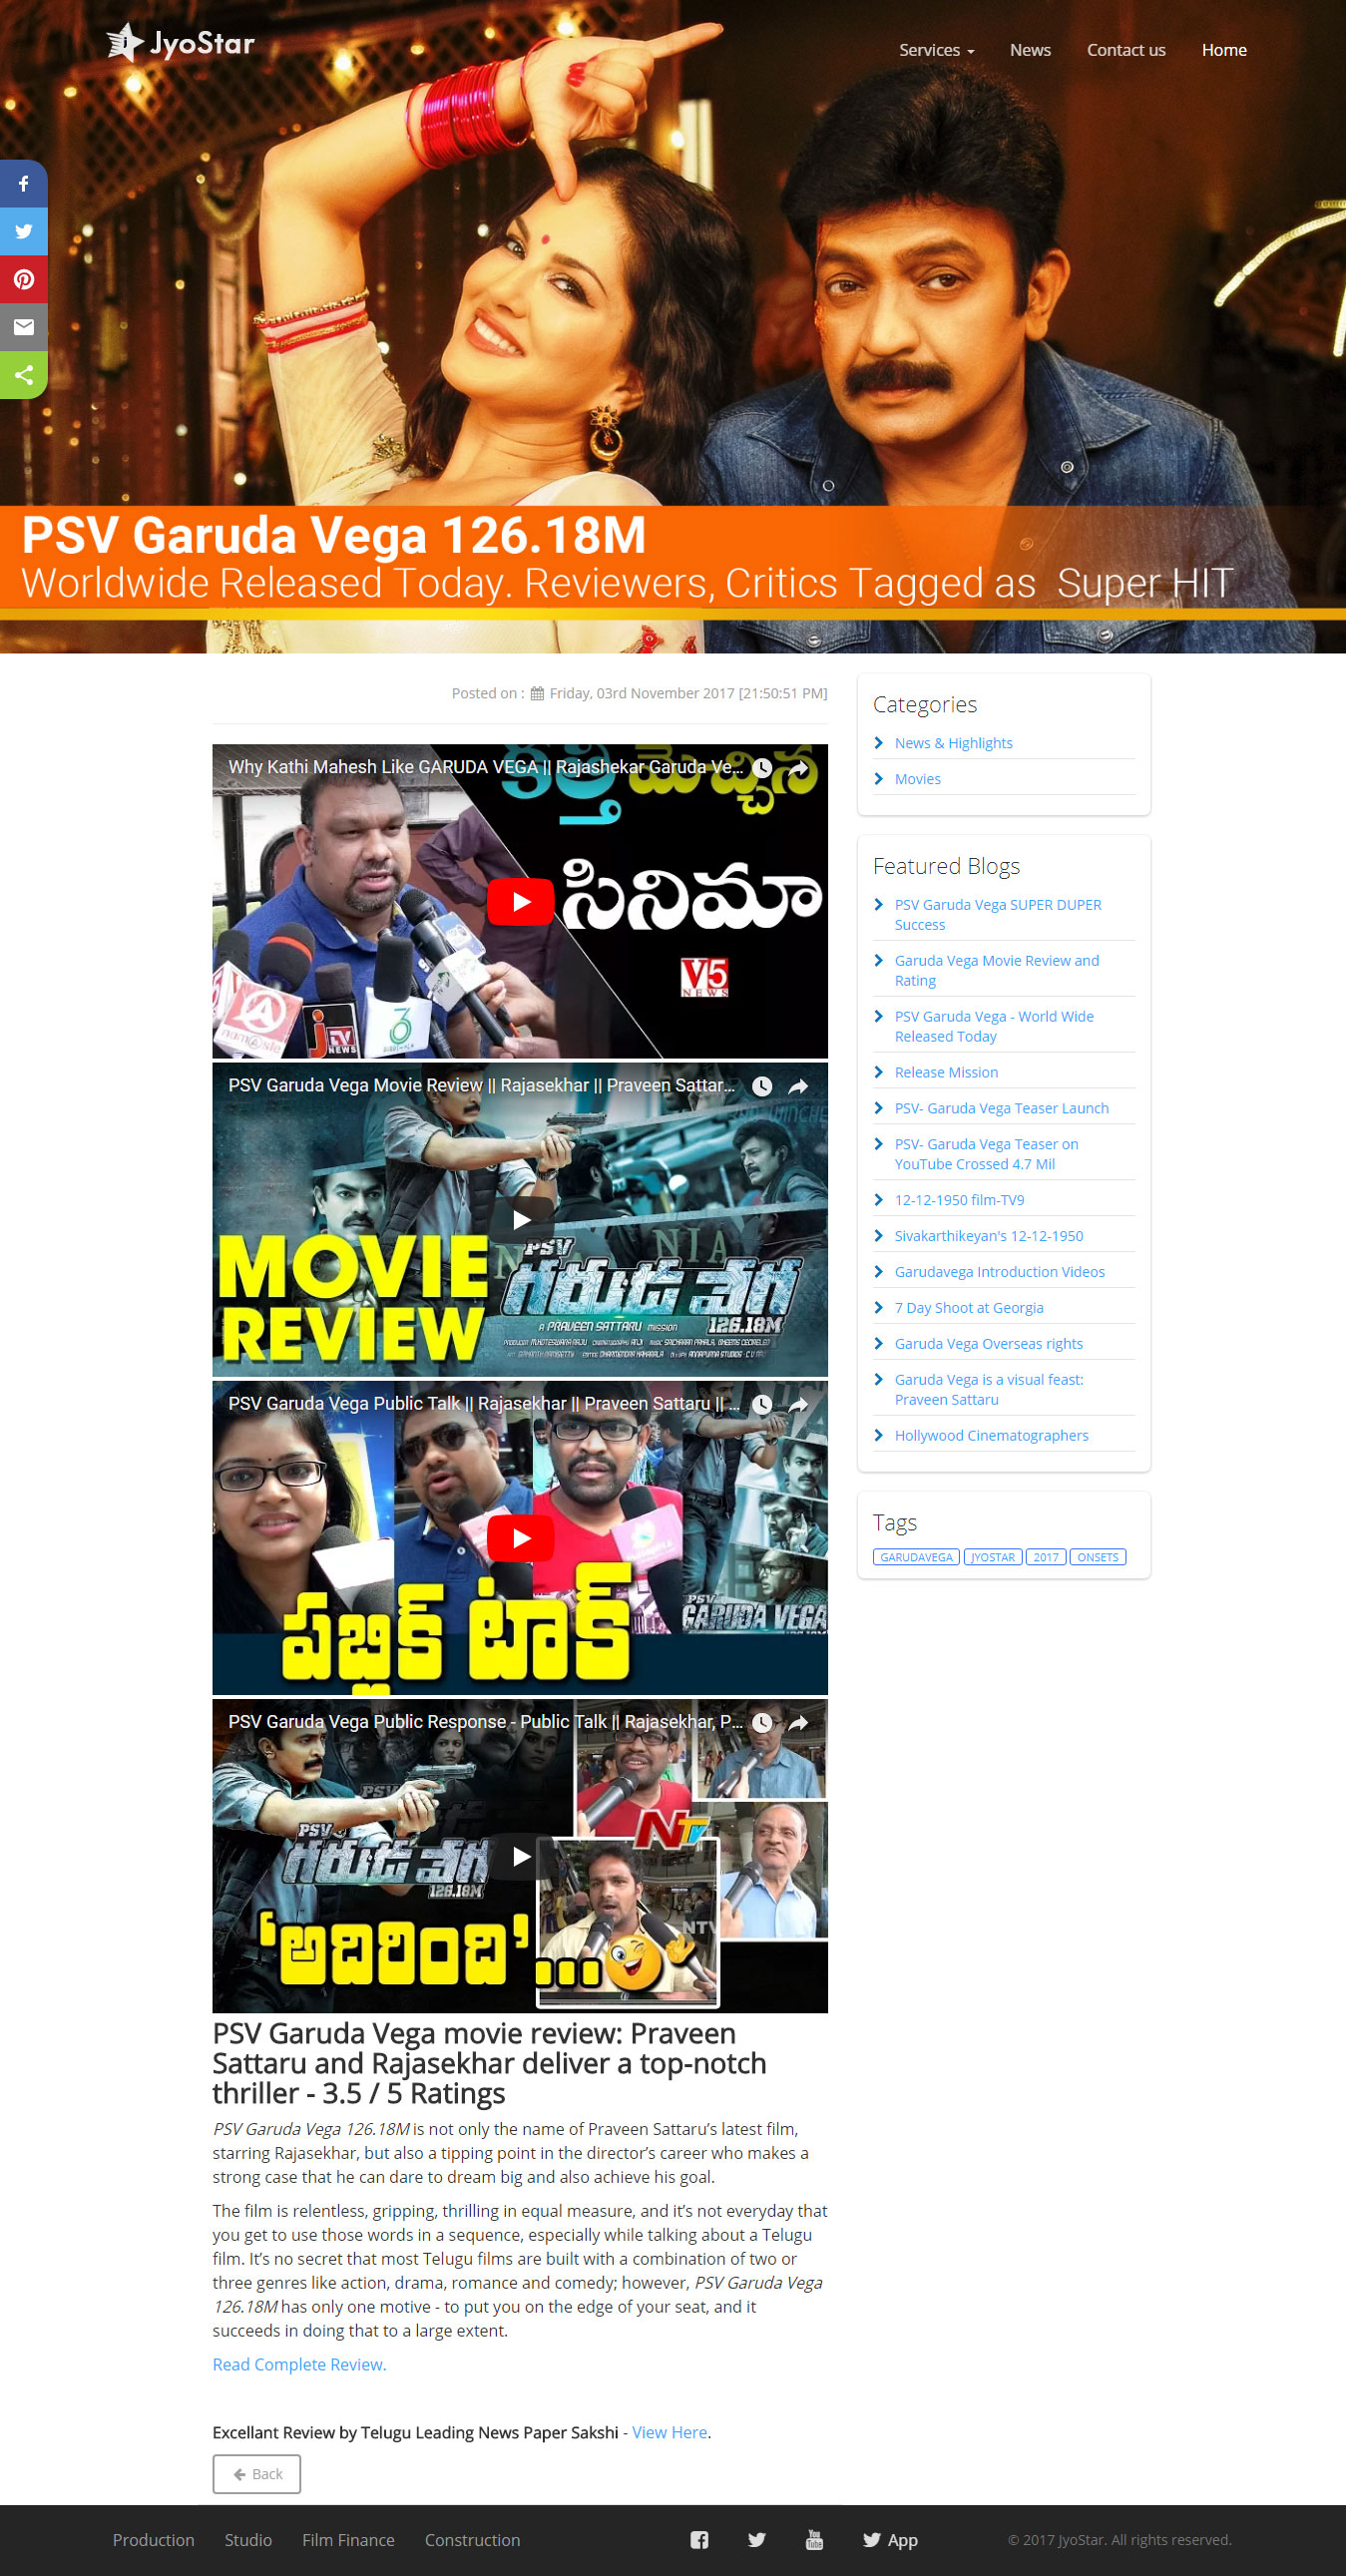 JyoStar
Services
News
Contact us
Home
PSV Garuda Vega 126.18M
Worldwide Released Today. Reviewers, Critics Tagged as Super HIT
Posted on : Friday, 03rd November 2017 [21:50:51 PM]
Why Kathi Mahesh Like GARUDA VEGA || Rajashekar Garuda Ve...
కత్తి మెచ్చిన
సినిమా
V5
NEWS
jtv
NEWS
PSV Garuda Vega Movie Review || Rajasekhar || Praveen Sattar...
NIA
MOVIE
REVIEW
PSV
గరుడ వేగ
126.18M
A PRAVEEN SATTARU mission
PSV Garuda Vega Public Talk || Rajasekhar || Praveen Sattaru || ...
పబ్లిక్ టాక్
PSV
GARUDA VEGA
PSV Garuda Vega Public Response - Public Talk || Rajasekhar, P...
PSV
గరుడ వేగ
126.18M
NTV
NTV
'అదిరింది'
PSV Garuda Vega movie review: Praveen
Sattaru and Rajasekhar deliver a top-notch
thriller - 3.5 / 5 Ratings
PSV Garuda Vega 126.18M is not only the name of Praveen Sattaru’s latest film,
starring Rajasekhar, but also a tipping point in the director’s career who makes a
strong case that he can dare to dream big and also achieve his goal.
The film is relentless, gripping, thrilling in equal measure, and it’s not everyday that
you get to use those words in a sequence, especially while talking about a Telugu
film. It’s no secret that most Telugu films are built with a combination of two or
three genres like action, drama, romance and comedy; however, PSV Garuda Vega
126.18M has only one motive - to put you on the edge of your seat, and it
succeeds in doing that to a large extent.
Read Complete Review.
Excellant Review by Telugu Leading News Paper Sakshi - View Here.
Back
Categories
News & Highlights
Movies
Featured Blogs
PSV Garuda Vega SUPER DUPER
Success
Garuda Vega Movie Review and
Rating
PSV Garuda Vega - World Wide
Released Today
Release Mission
PSV- Garuda Vega Teaser Launch
PSV- Garuda Vega Teaser on
YouTube Crossed 4.7 Mil
12-12-1950 film-TV9
Sivakarthikeyan's 12-12-1950
Garudavega Introduction Videos
7 Day Shoot at Georgia
Garuda Vega Overseas rights
Garuda Vega is a visual feast:
Praveen Sattaru
Hollywood Cinematographers
Tags
GARUDAVEGA JYOSTAR 2017 ONSETS
Production
Studio
Film Finance
Construction
You Tube
App
© 2017 JyoStar. All rights reserved.